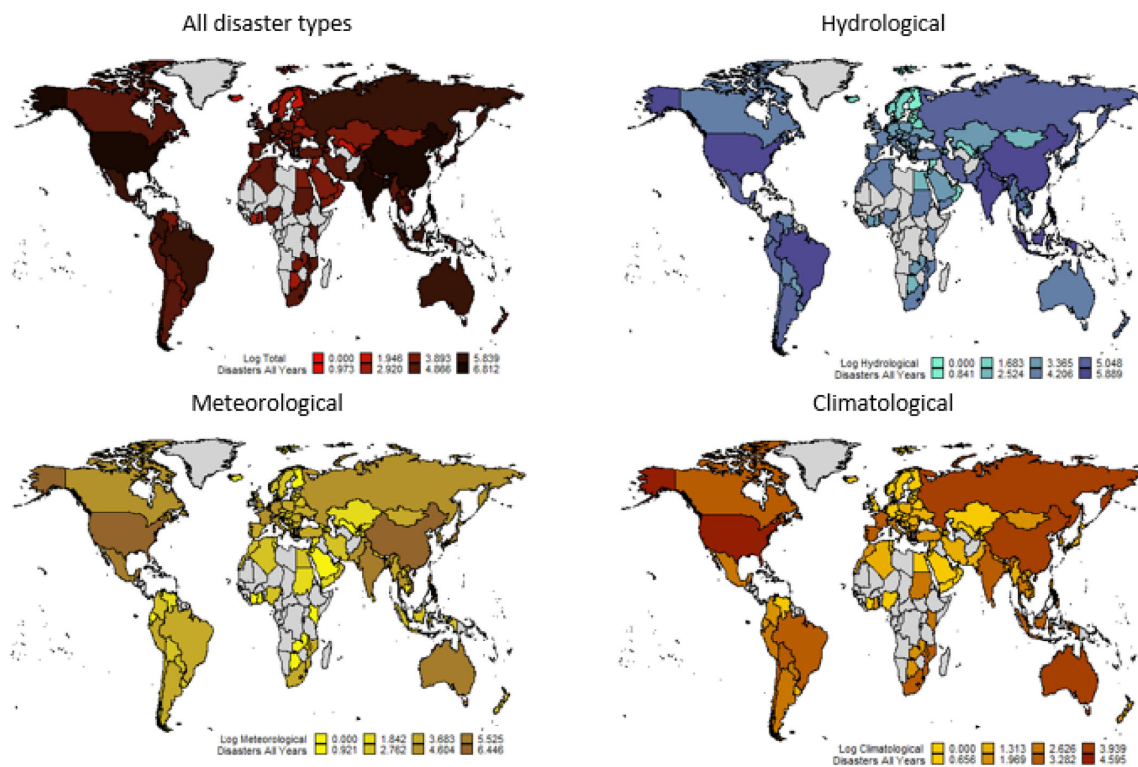 All disaster types
Hydrological
Log Total 0.000 1.946 3.893 5.839
Disasters All Years 0.973 2.920 4.866 6.812
Log Hydrological 0.000 1.683 3.365 5.048
Disasters All Years 0.841 2.524 4.206 5.889
Meteorological
Climatological
Log Meteorological 0.000 1.842 3.683 5.525
Disasters All Years 0.921 2.762 4.604 6.446
Log Climatological 0.000 1.313 2.626 3.939
Disasters All Years 0.656 1.969 3.282 4.595